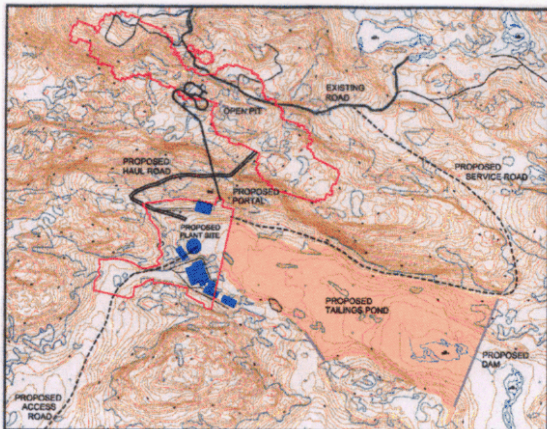 EXISTING
ROAD
OPEN PIT
PROPOSED
HAUL ROAD
PROPOSED
SERVICE ROAD
PROPOSED
PORTAL
PROPOSED
PLANT SITE
PROPOSED
TAILINGS POND
PROPOSED
DAM
PROPOSED
ACCESS
ROAD